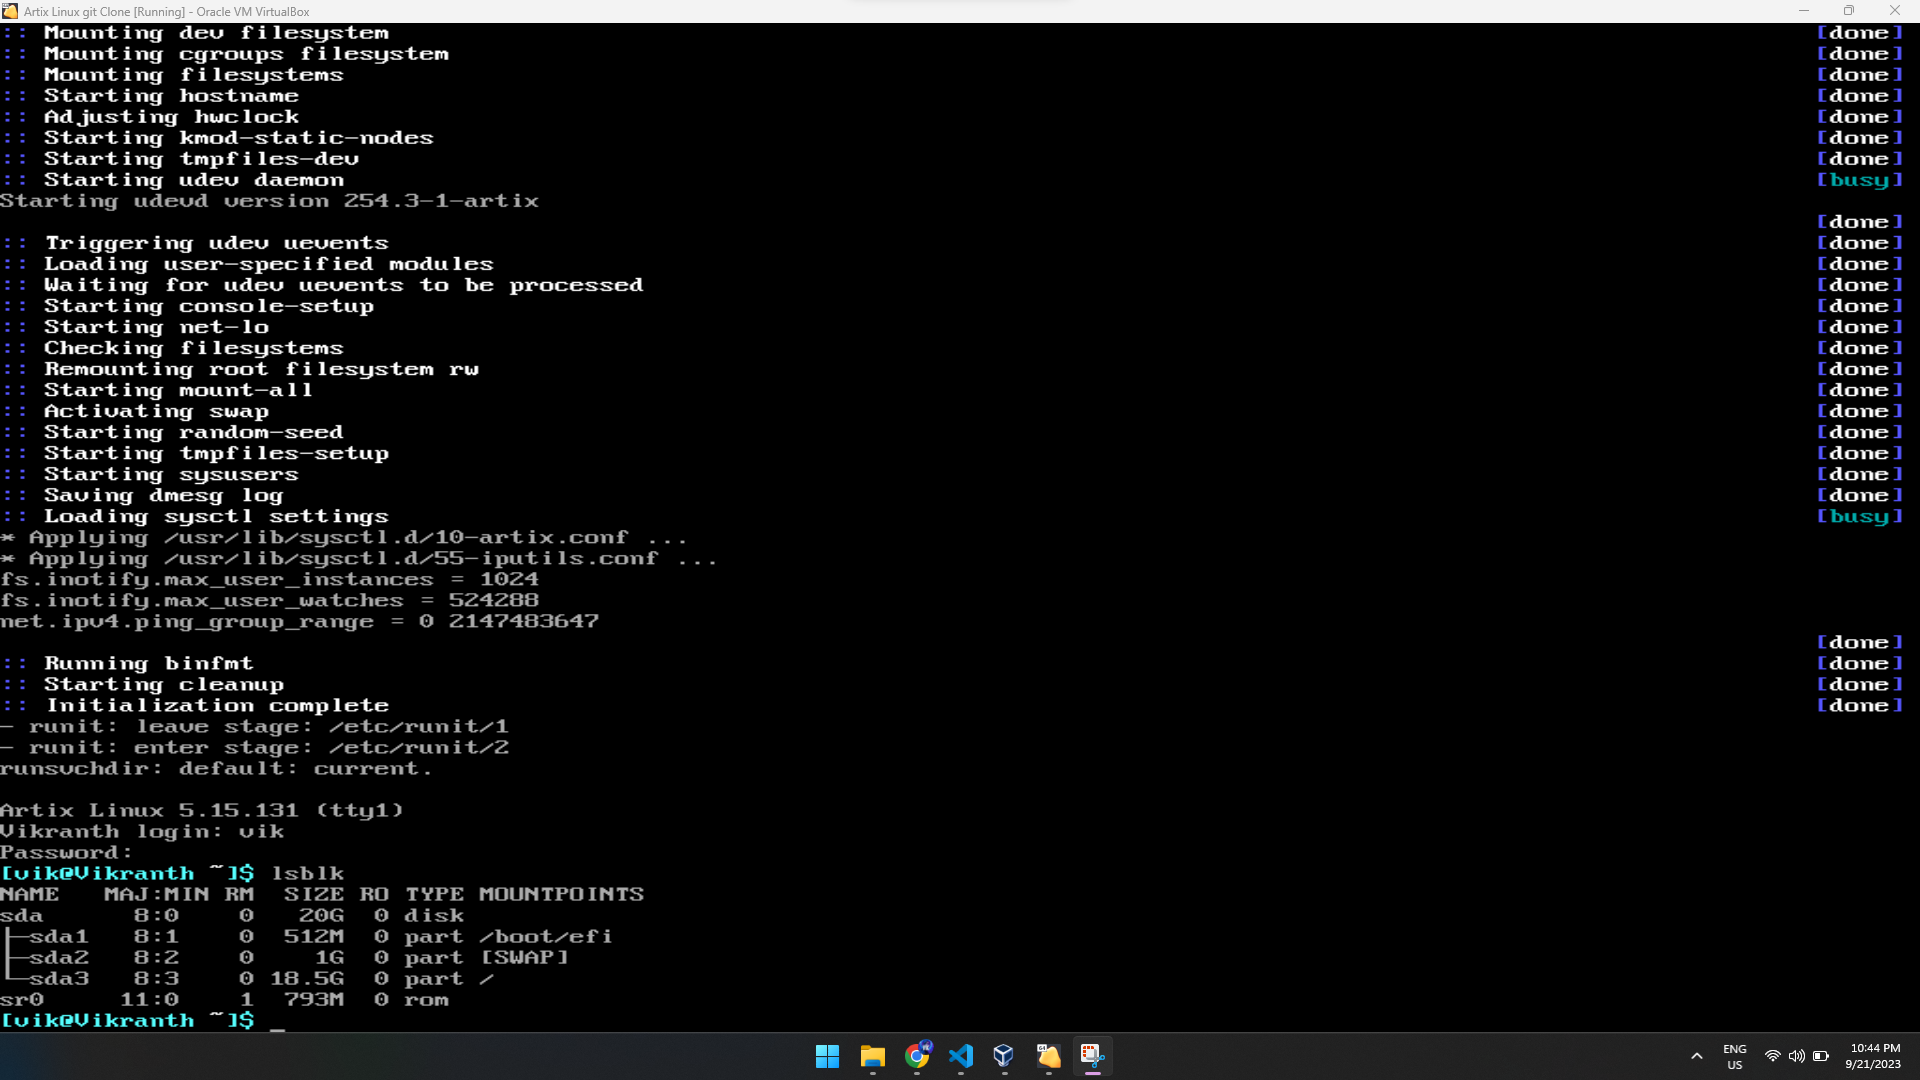 Artix Linux git Clone [Running] - Oracle VM VirtualBox
:: Mounting dev filesystem [done]
:: Mounting cgroups filesystem [done]
:: Mounting filesystems [done]
:: Starting hostname [done]
:: Adjusting hwclock [done]
:: Starting kmod-static-nodes [done]
:: Starting tmpfiles-dev [done]
:: Starting udev daemon [busy]
Starting udevd version 254.3-1-artix
[done]
:: Triggering udev uevents [done]
:: Loading user-specified modules [done]
:: Waiting for udev uevents to be processed [done]
:: Starting console-setup [done]
:: Starting net-lo [done]
:: Checking filesystems [done]
:: Remounting root filesystem rw [done]
:: Starting mount-all [done]
:: Activating swap [done]
:: Starting random-seed [done]
:: Starting tmpfiles-setup [done]
:: Starting sysusers [done]
:: Saving dmesg log [done]
:: Loading sysctl settings [busy]
* Applying /usr/lib/sysctl.d/10-artix.conf ...
* Applying /usr/lib/sysctl.d/55-iputils.conf ...
fs.inotify.max_user_instances = 1024
fs.inotify.max_user_watches = 524288
net.ipv4.ping_group_range = 0 2147483647
[done]
:: Running binfmt [done]
:: Starting cleanup [done]
:: Initialization complete [done]
- runit: leave stage: /etc/runit/1
- runit: enter stage: /etc/runit/2
runsvchdir: default: current.
Artix Linux 5.15.131 (tty1)
Vikranth login: vik
Password:
[vik@Vikranth ~]$ lsblk
NAME MAJ:MIN RM SIZE RO TYPE MOUNTPOINTS
sda 8:0 0 20G 0 disk
├─sda1 8:1 0 512M 0 part /boot/efi
├─sda2 8:2 0 1G 0 part [SWAP]
└─sda3 8:3 0 18.5G 0 part /
sr0 11:0 1 793M 0 rom
[vik@Vikranth ~]$ _
ENG
US
10:44 PM
9/21/2023